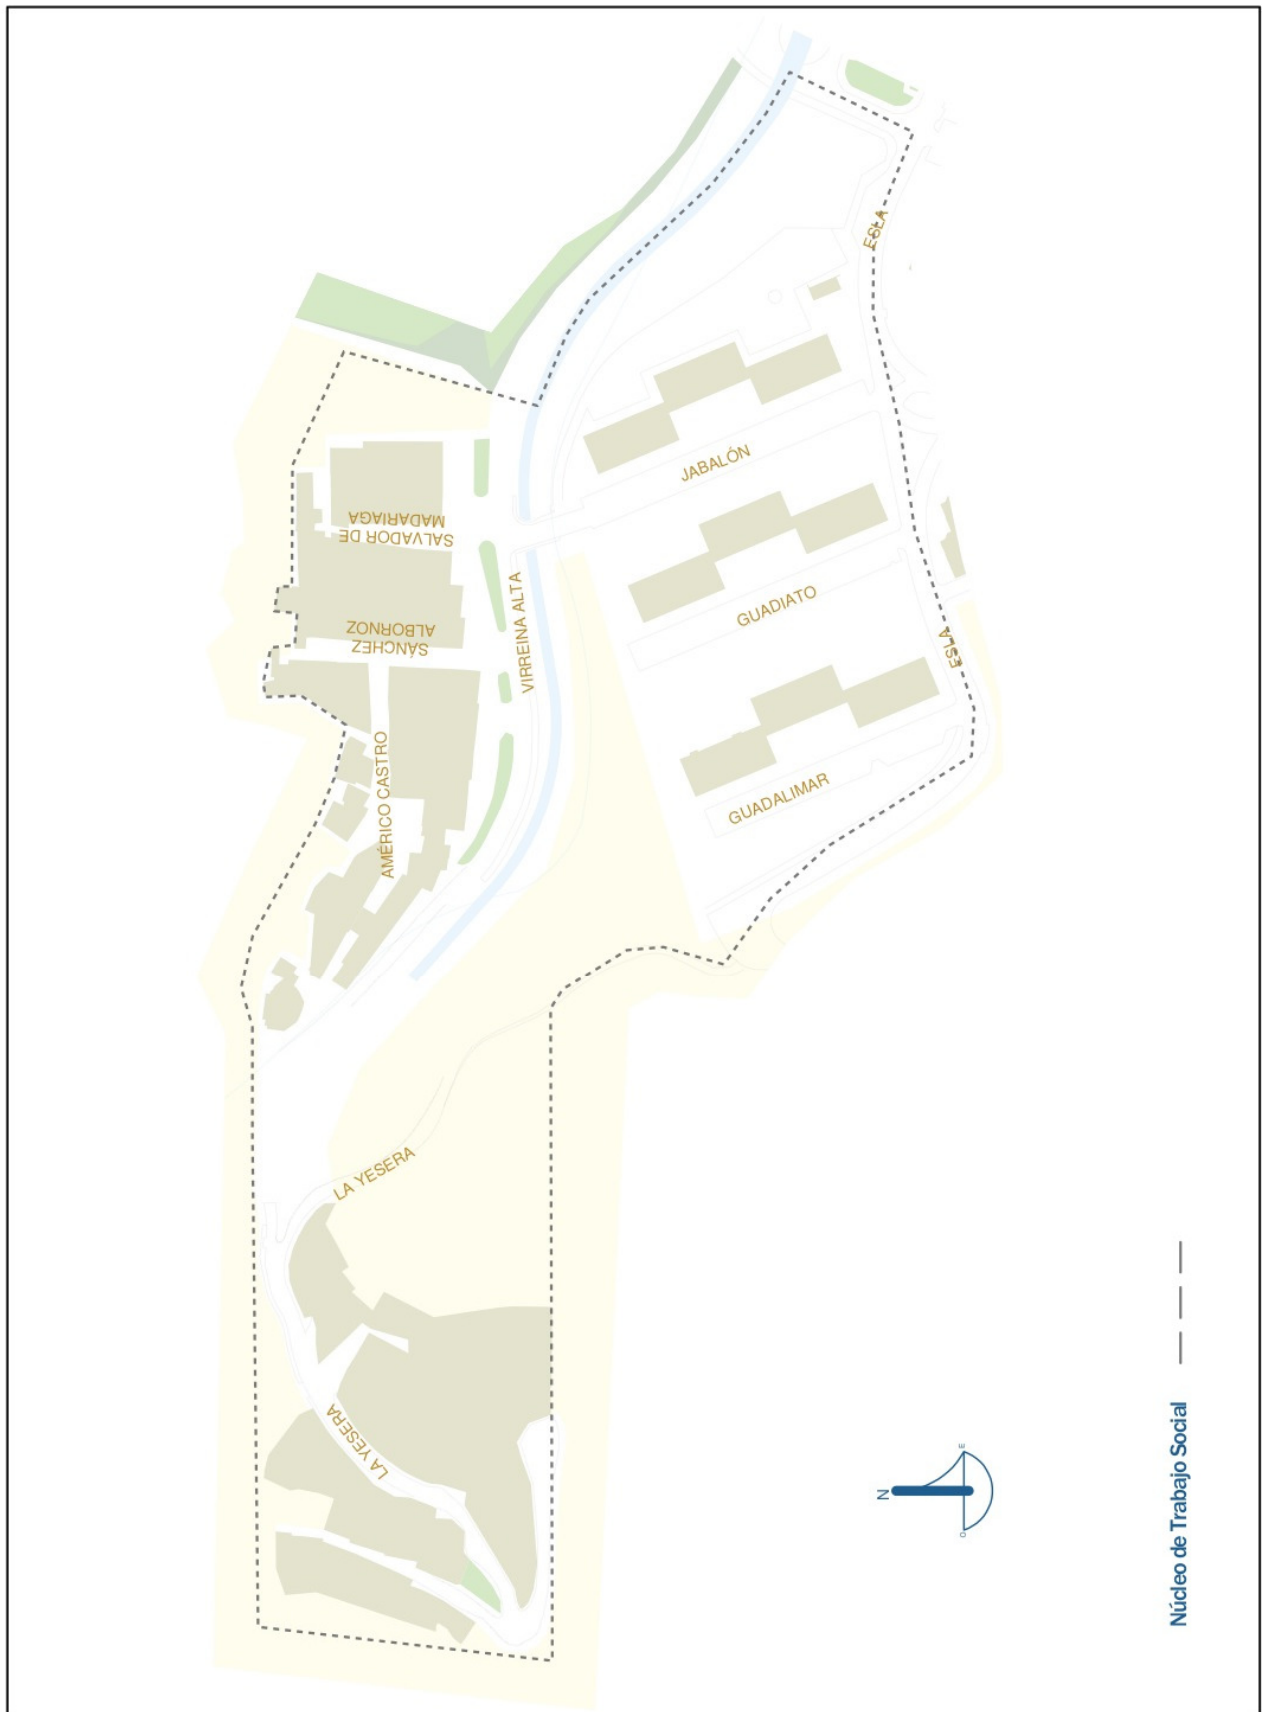 ESLA
JABALÓN
SALVADOR DE
MADARIAGA
GUADIATO
VIRREINA ALTA
SÁNCHEZ
ALBORNOZ
ESLA
AMÉRICO CASTRO
GUADALIMAR
LA YESERA
LA YESERA
N
E
O
Núcleo de Trabajo Social